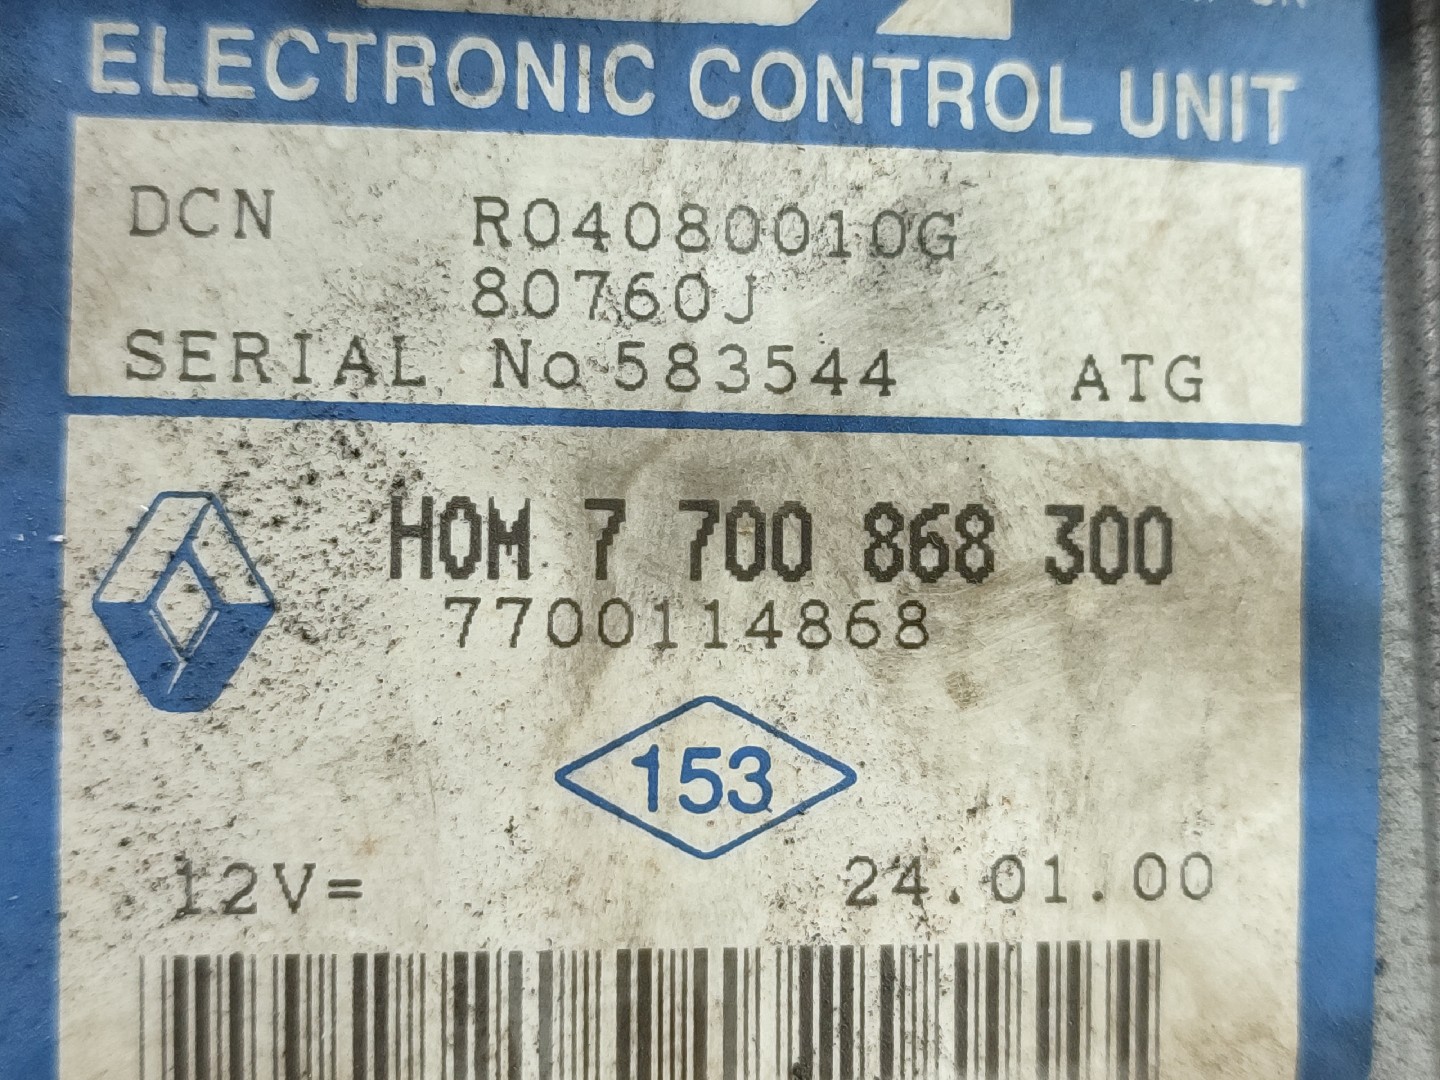 ELECTRONIC CONTROL UNIT
DCN R04080010G
80760J
SERIAL No 583544 ATG
HOM 7 700 868 300
7700114868
153
12V= 24.01.00